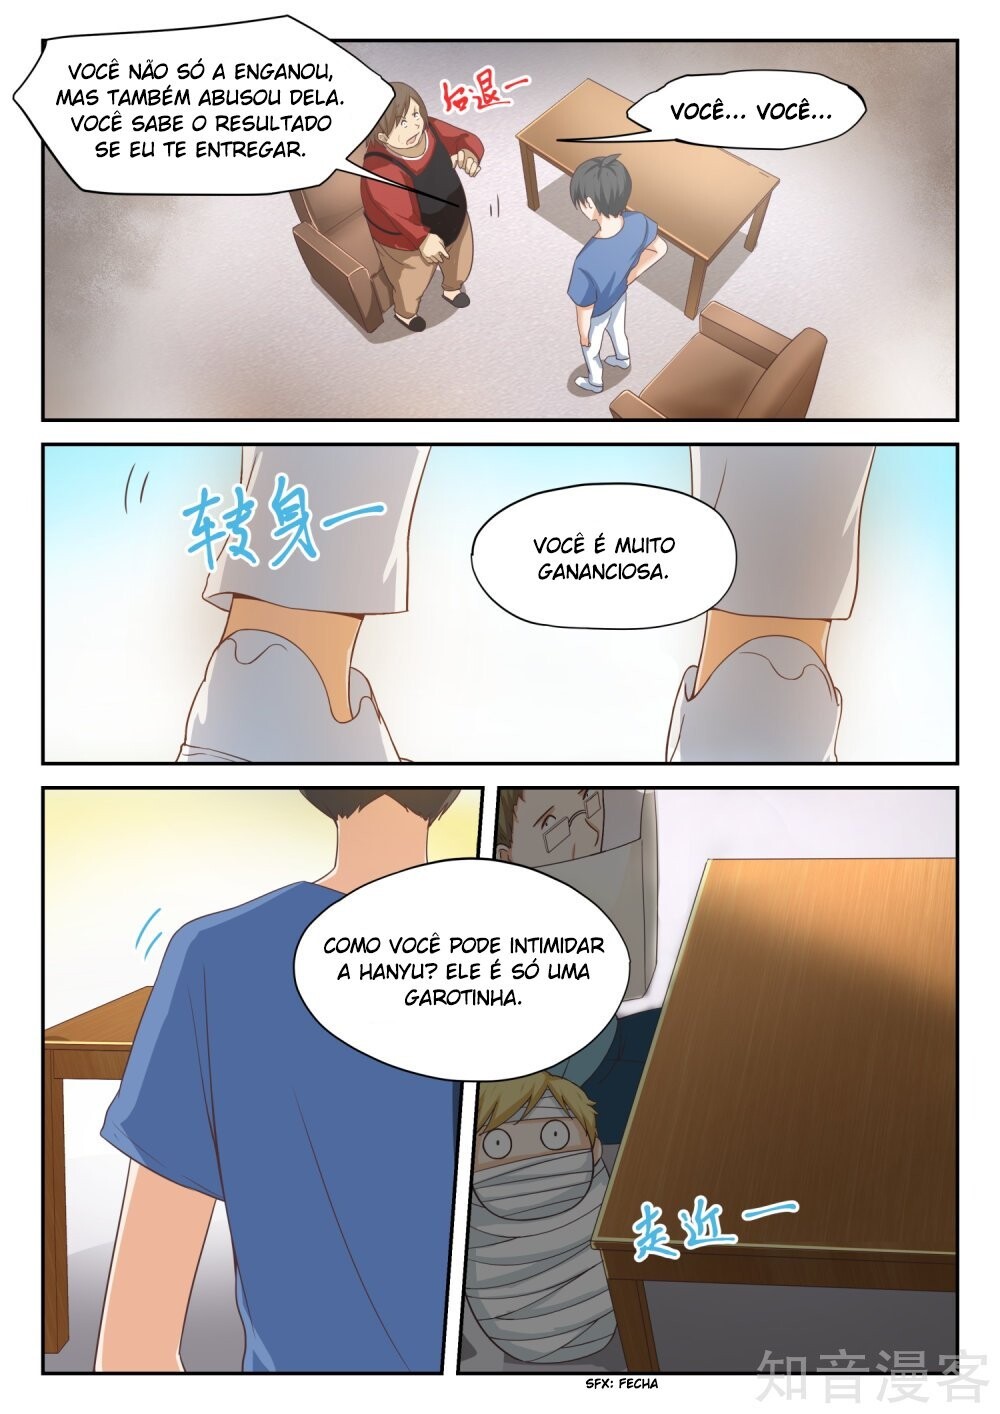 VOCÊ NÃO SÓ A ENGANOU,
MAS TAMBÉM ABUSOU DELA.
VOCÊ SABE O RESULTADO
SE EU TE ENTREGAR.
后退一
VOCÊ... VOCÊ...
转身一
VOCÊ É MUITO
GANANCIOSA.
COMO VOCÊ PODE INTIMIDAR
A HANYU? ELE É SÓ UMA
GAROTINHA.
走近一
SFX: FECHA
知音漫客